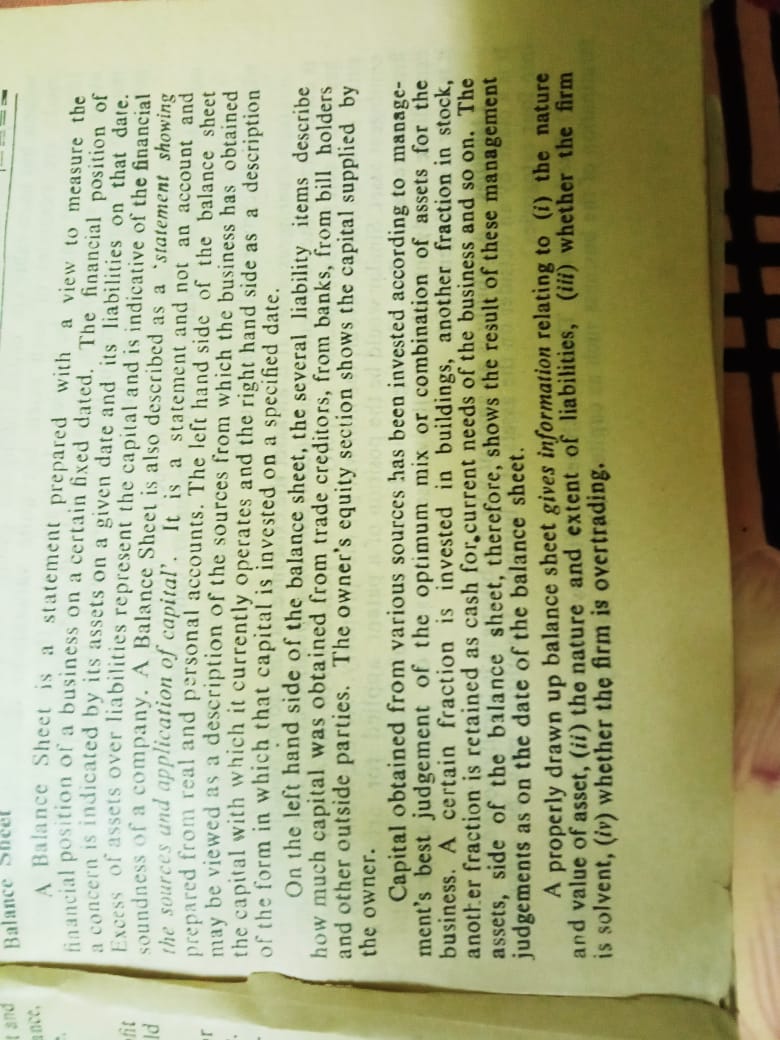 Balance Sheet
A Balance Sheet is a statement prepared with a view to measure the
financial position of a business on a certain fixed dated. The financial position of
a concern is indicated by its assets on a given date and its liabilities on that date.
Excess of assets over liabilities represent the capital and is indicative of the financial
soundness of a company. A Balance Sheet is also described as a 'statement showing
the sources and application of capital'. It is a statement and not an account and
prepared from real and personal accounts. The left hand side of the balance sheet
may be viewed as a description of the sources from which the business has obtained
the capital with which it currently operates and the right hand side as a description
of the form in which that capital is invested on a specified date.
On the left hand side of the balance sheet, the several liability items describe
how much capital was obtained from trade creditors, from banks, from bill holders
and other outside parties. The owner's equity section shows the capital supplied by
the owner.
Capital obtained from various sources has been invested according to manage-
ment's best judgement of the optimum mix or combination of assets for the
business. A certain fraction is invested in buildings, another fraction in stock,
another fraction is retained as cash for current needs of the business and so on. The
assets, side of the balance sheet, therefore, shows the result of these management
judgements as on the date of the balance sheet.
A properly drawn up balance sheet gives information relating to (i) the nature
and value of asset, (ii) the nature and extent of liabilities, (iii) whether the firm
is solvent, (iv) whether the firm is overtrading.